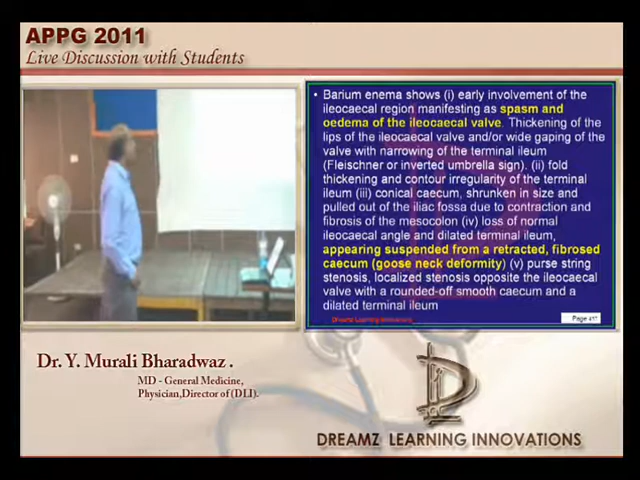 APPG 2011
Live Discussion with Students
• Barium enema shows (i) early involvement of the
ileocaecal region manifesting as spasm and
oedema of the ileocaecal valve. Thickening of the
lips of the ileocaecal valve and/or wide gaping of the
valve with narrowing of the terminal ileum
(Fleischner or inverted umbrella sign). (ii) fold
thickening and contour irregularity of the terminal
ileum (iii) conical caecum, shrunken in size and
pulled out of the iliac fossa due to contraction and
fibrosis of the mesocolon (iv) loss of normal
ileocaecal angle and dilated terminal ileum,
appearing suspended from a retracted, fibrosed
caecum (goose neck deformity) (v) purse string
stenosis, localized stenosis opposite the ileocaecal
valve with a rounded-off smooth caecum and a
dilated terminal ileum
Dreamz Learning Innovations
Page
Dr. Y. Murali Bharadwaz .
MD - General Medicine,
Physician,Director of (DLI).
DREAMZ LEARNING INNOVATIONS